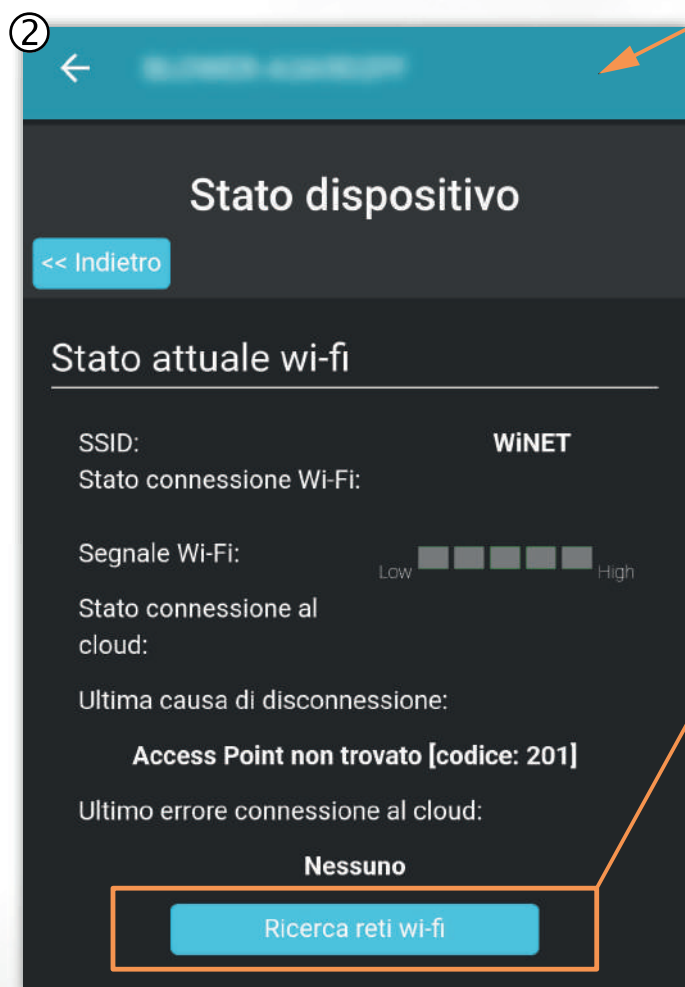 ②
Stato dispositivo
<< Indietro
Stato attuale wi-fi
SSID: WiNET
Stato connessione Wi-Fi:
Segnale Wi-Fi: Low High
Stato connessione al
cloud:
Ultima causa di disconnessione:
Access Point non trovato [codice: 201]
Ultimo errore connessione al cloud:
Nessuno
Ricerca reti wi-fi